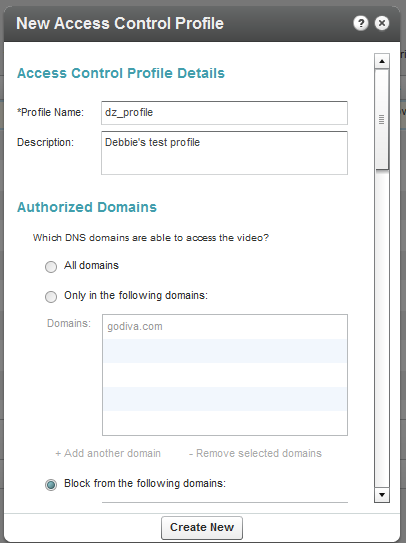 New Access Control Profile
Access Control Profile Details
*Profile Name: dz_profile
Description: Debbie's test profile
Authorized Domains
Which DNS domains are able to access the video?
All domains
Only in the following domains:
Domains: godiva.com
+ Add another domain - Remove selected domains
Block from the following domains:
Create New